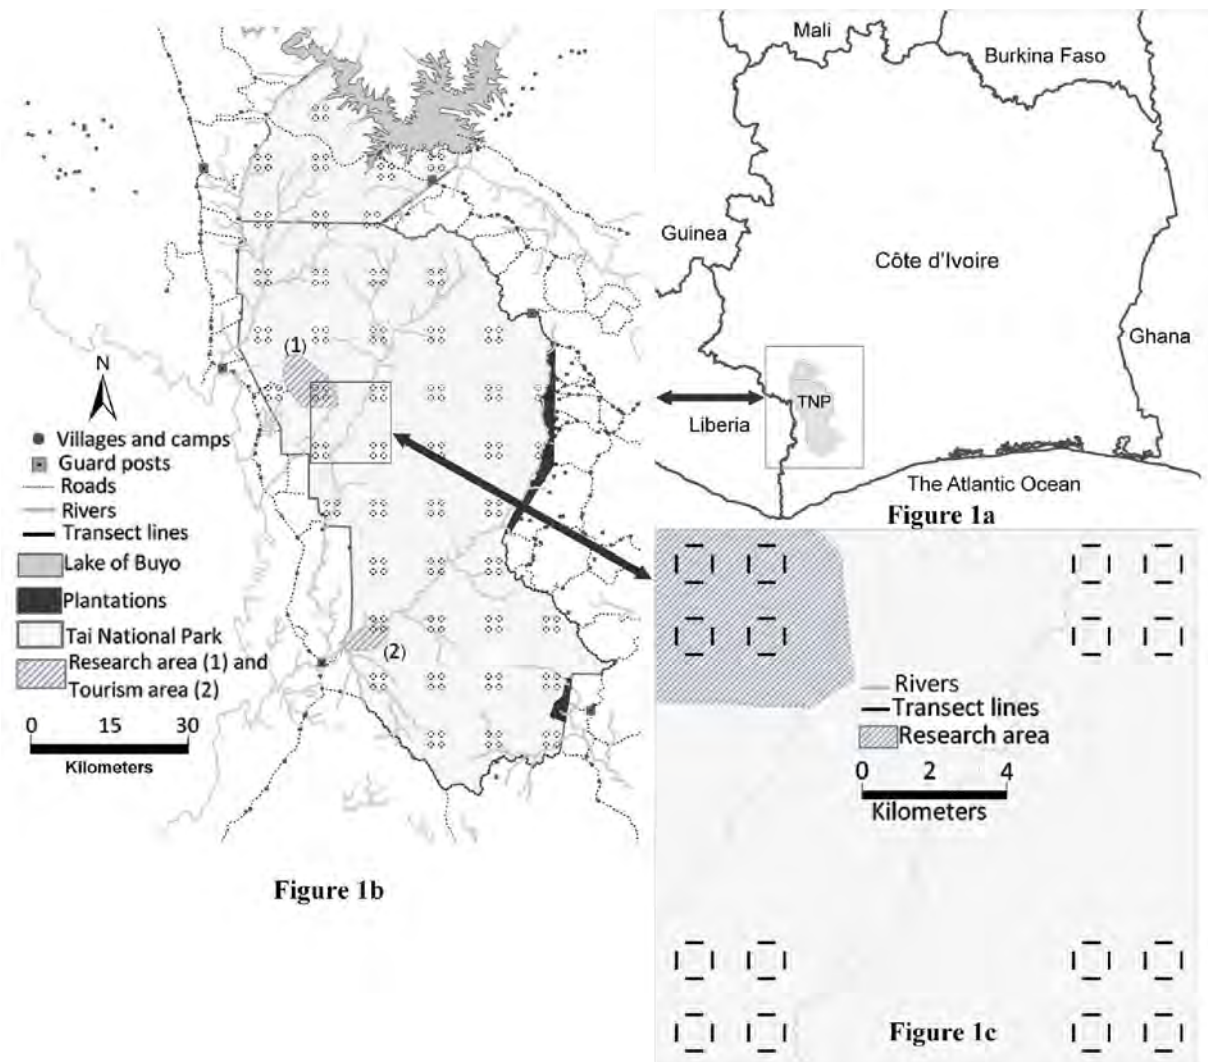 (1)
N
Villages and camps
Guard posts
Roads
Rivers
Transect lines
Lake of Buyo
Plantations
Tai National Park
Research area (1) and
Tourism area (2)
(2)
0 15 30
Kilometers
Figure 1b
Mali
Burkina Faso
Guinea
Côte d'Ivoire
Ghana
TNP
Liberia
The Atlantic Ocean
Figure 1a
Rivers
Transect lines
Research area
0 2 4
Kilometers
Figure 1c